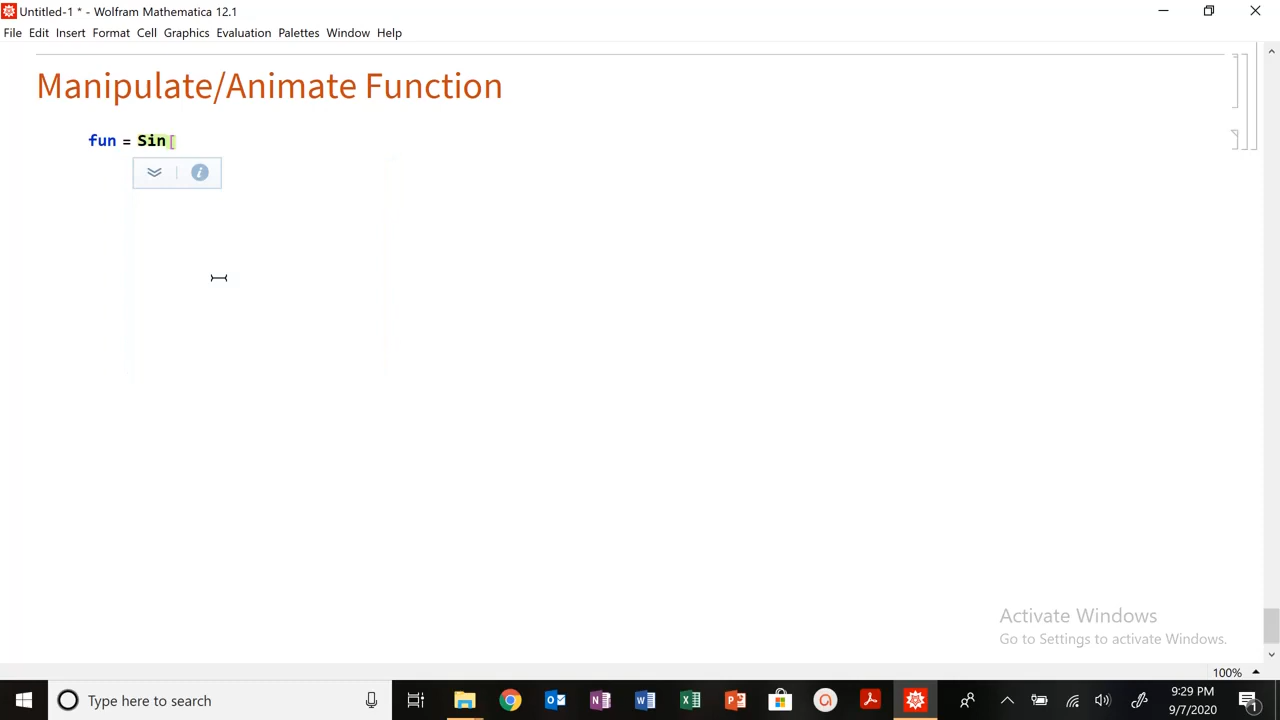 Untitled-1 * - Wolfram Mathematica 12.1
File Edit Insert Format Cell Graphics Evaluation Palettes Window Help
Manipulate/Animate Function
fun = Sin[
Activate Windows
Go to Settings to activate Windows.
100%
Type here to search
9:29 PM
9/7/2020
1